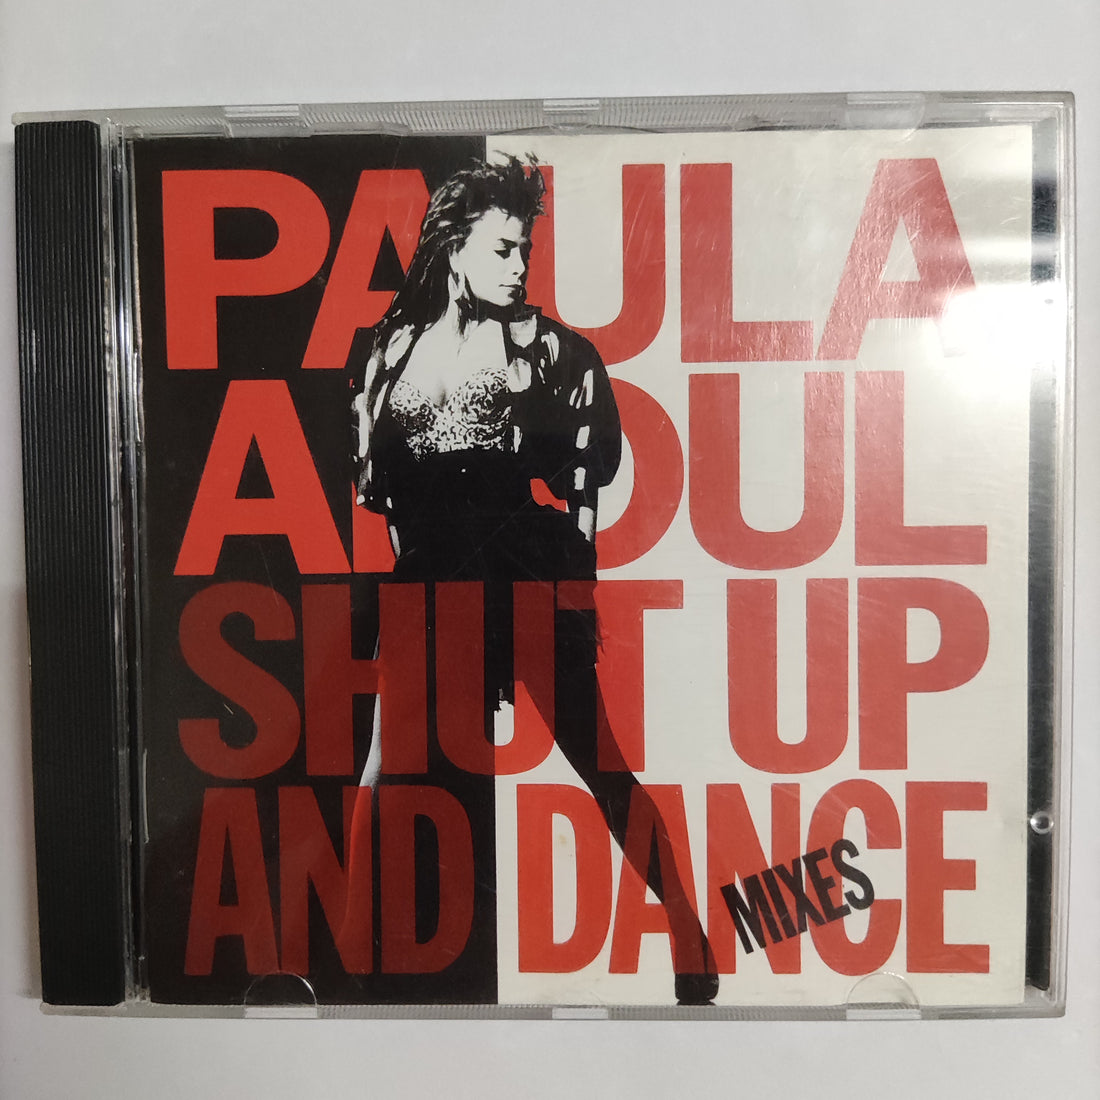 PAULA
ABDUL
SHUT UP
AND DANCE
MIXES